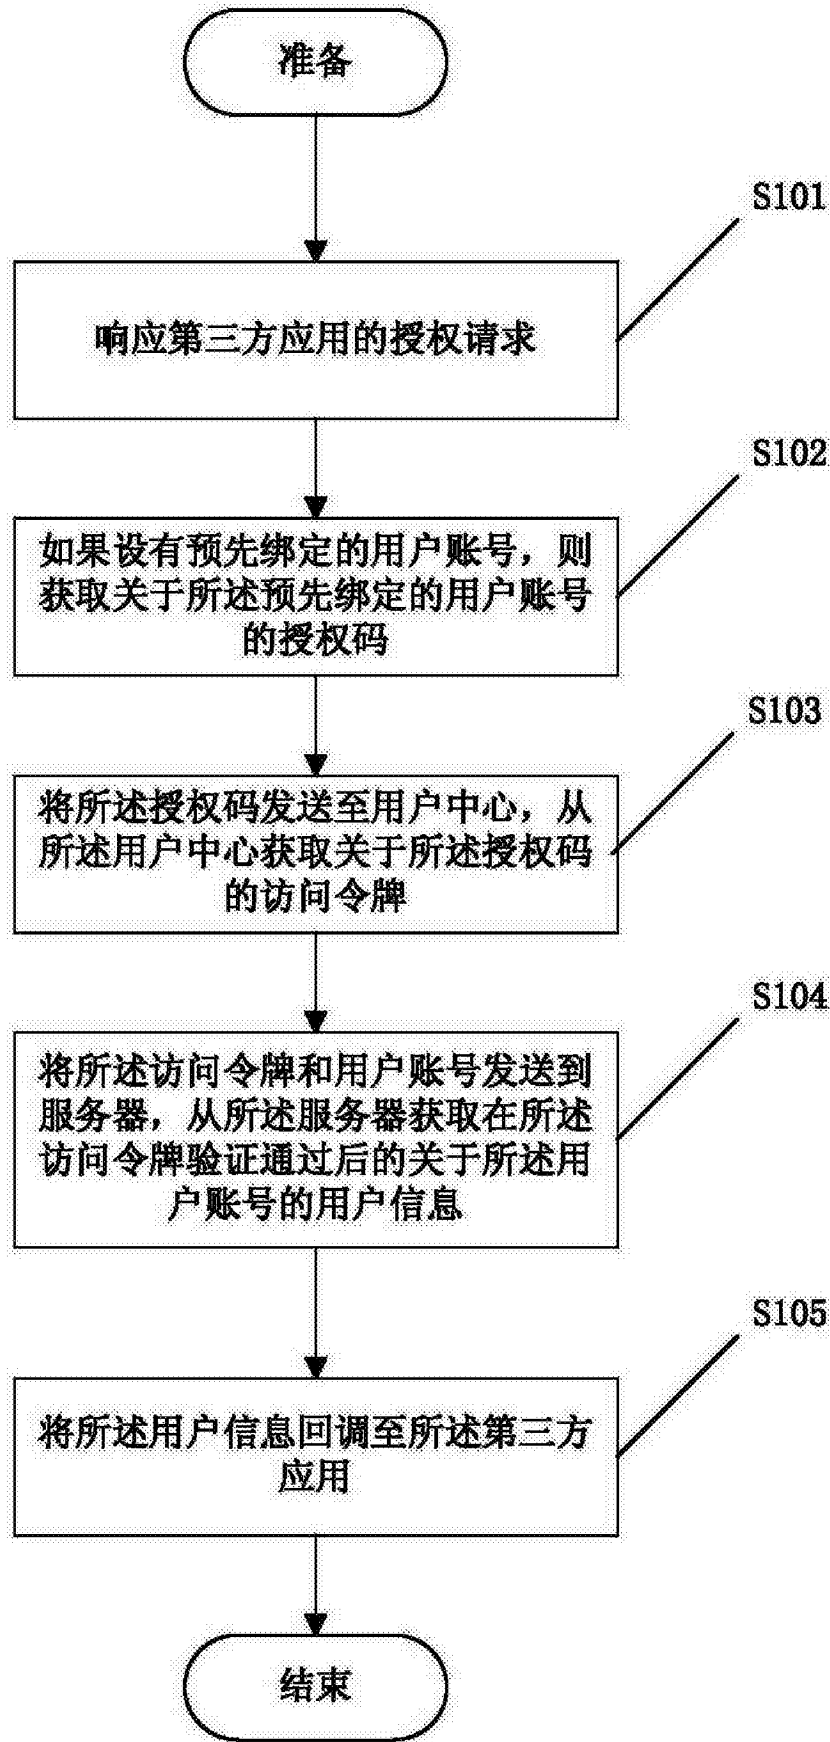 准备
S101
响应第三方应用的授权请求
S102
如果设有预先绑定的用户账号，则
获取关于所述预先绑定的用户账号
的授权码
S103
将所述授权码发送至用户中心，从
所述用户中心获取关于所述授权码
的访问令牌
S104
将所述访问令牌和用户账号发送到
服务器，从所述服务器获取在所述
访问令牌验证通过后的关于所述用
户账号的用户信息
S105
将所述用户信息回调至所述第三方
应用
结束